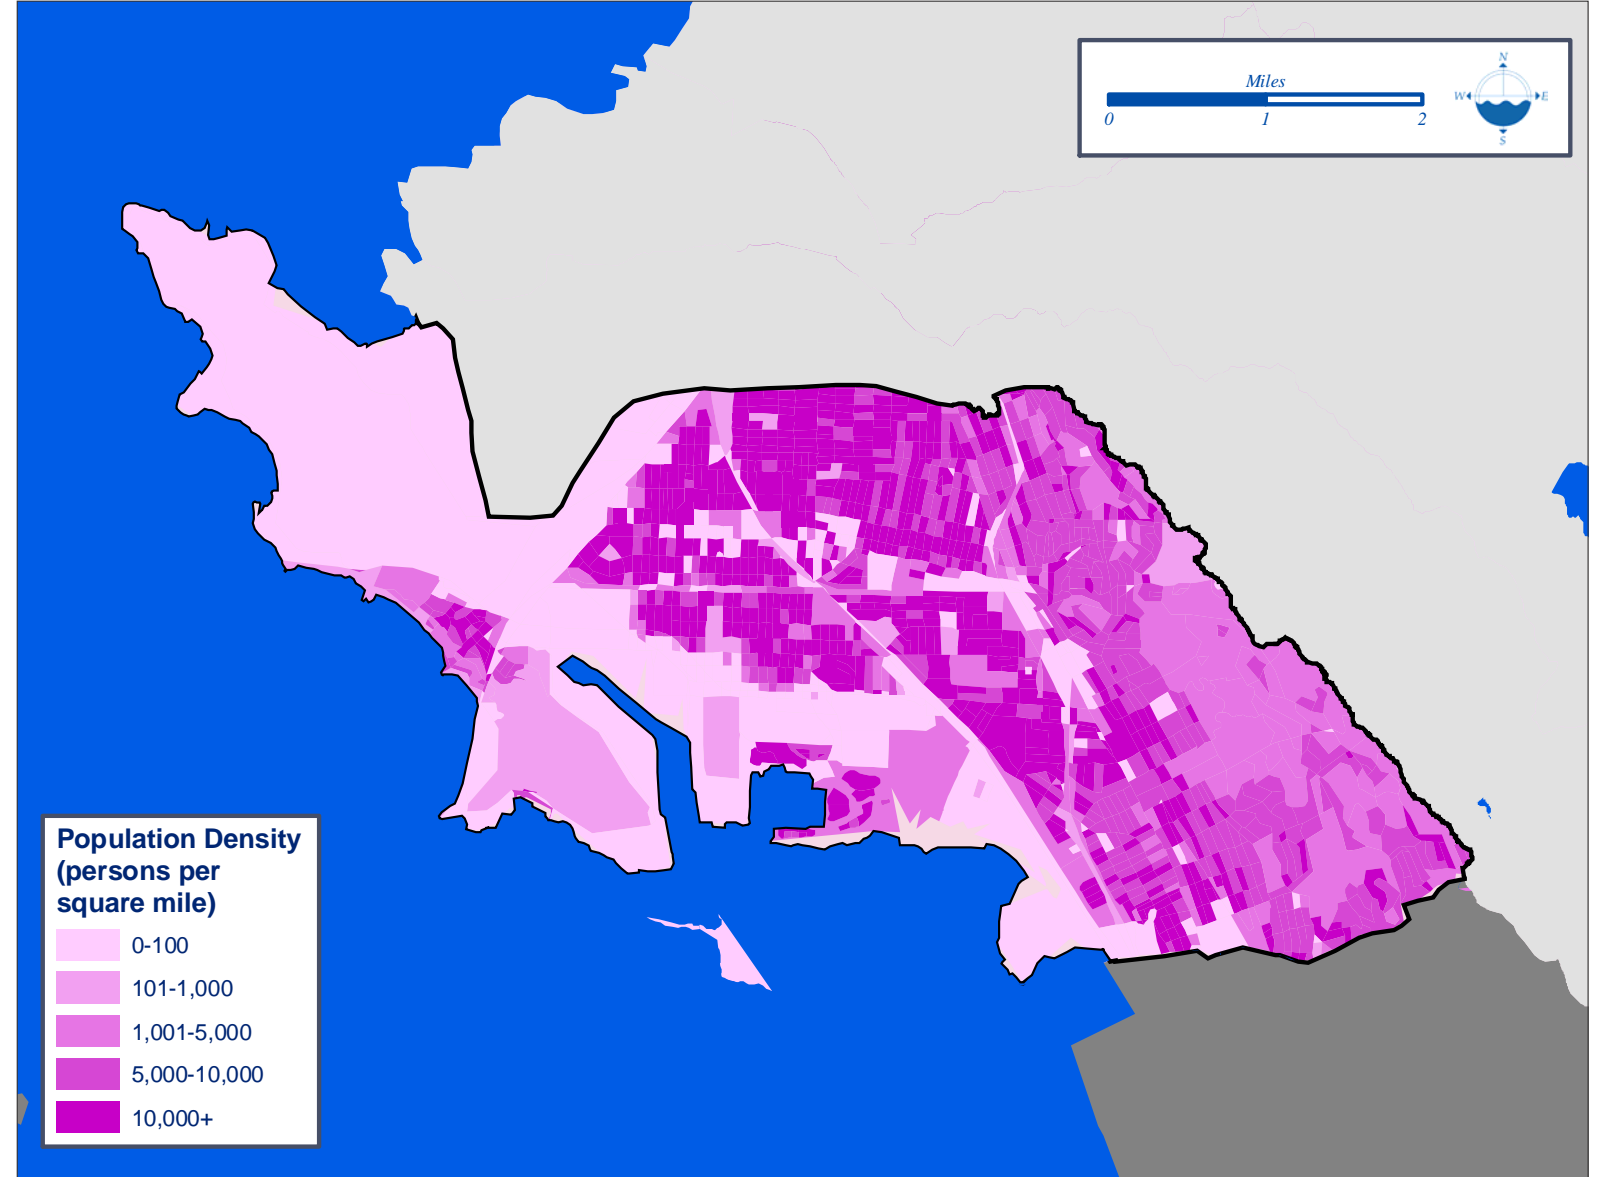 Miles
0 1 2
N
W E
S
Population Density
(persons per
square mile)
0-100
101-1,000
1,001-5,000
5,000-10,000
10,000+